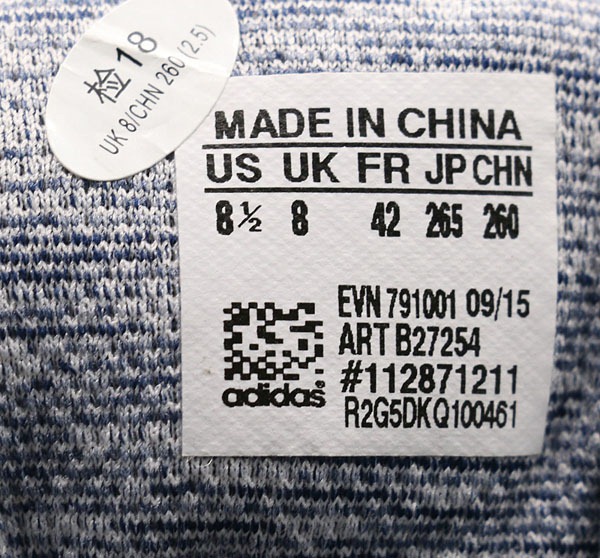 检18
UK 8/CHN 260 (2.5)
MADE IN CHINA
US UK FR JP CHN
8½ 8 42 265 260
EVN 791001 09/15
ART B27254
#112871211
R2G5DKQ100461
adidas®